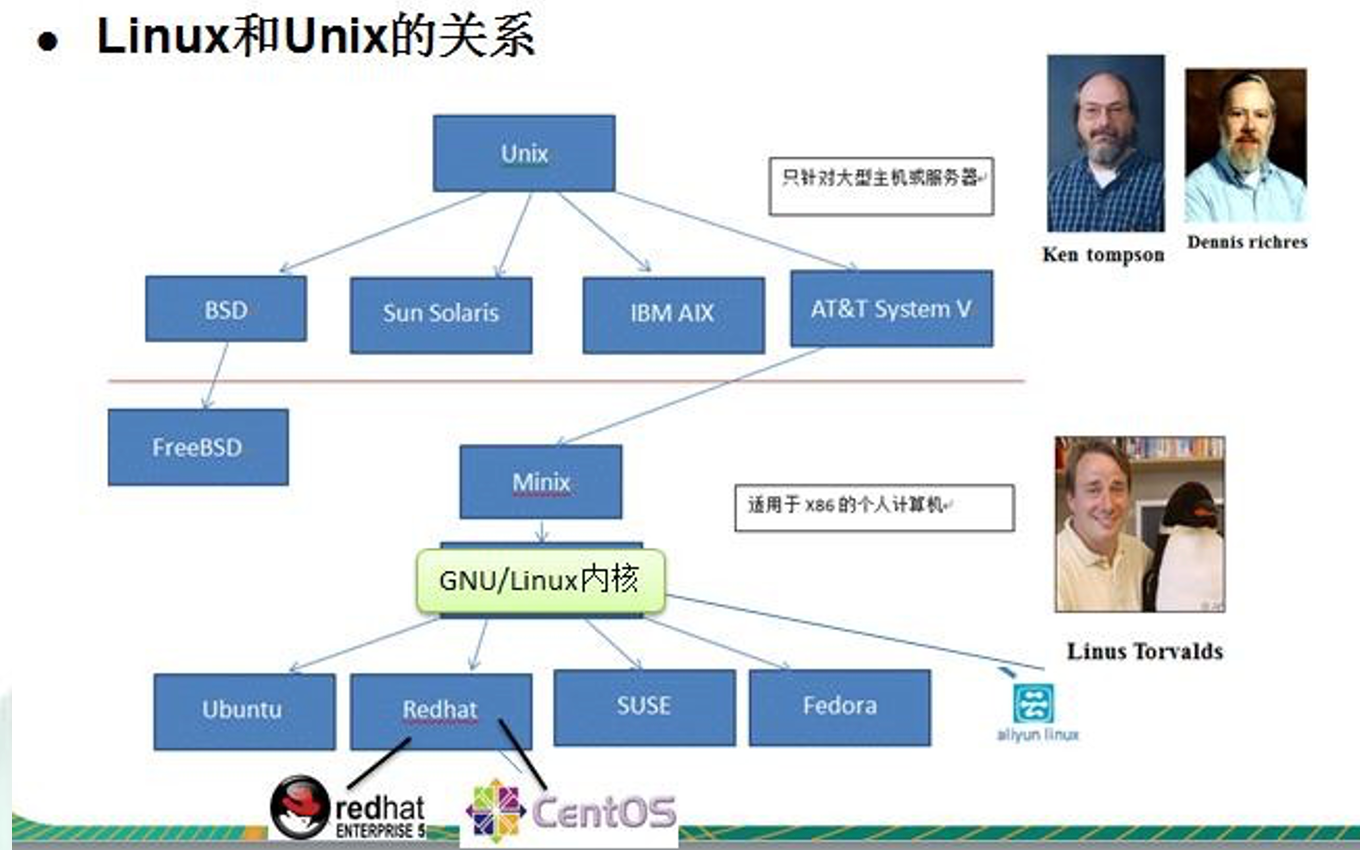 Linux和Unix的关系
Unix
只针对大型主机或服务器
Ken tompson
Dennis richres
BSD
Sun Solaris
IBM AIX
AT&T System V
FreeBSD
Minix
适用于 X86 的个人计算机
GNU/Linux内核
Linus Torvalds
Ubuntu
Redhat
SUSE
Fedora
aliyun linux
redhat
ENTERPRISE 5
CentOS